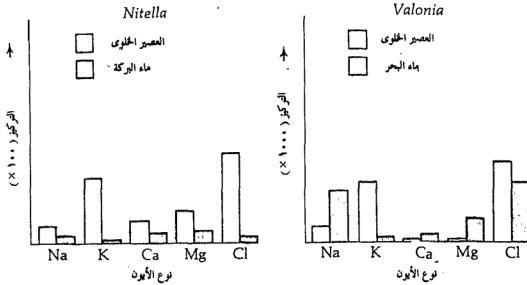 Nitella
العصير الخلوى
ماء البركة
التركيز (× ١٠٠)
Na K Ca Mg Cl
نوع الأيون
Valonia
العصير الخلوى
ماء البحر
التركيز (× ١٠٠٠)
Na K Ca Mg Cl
نوع الأيون